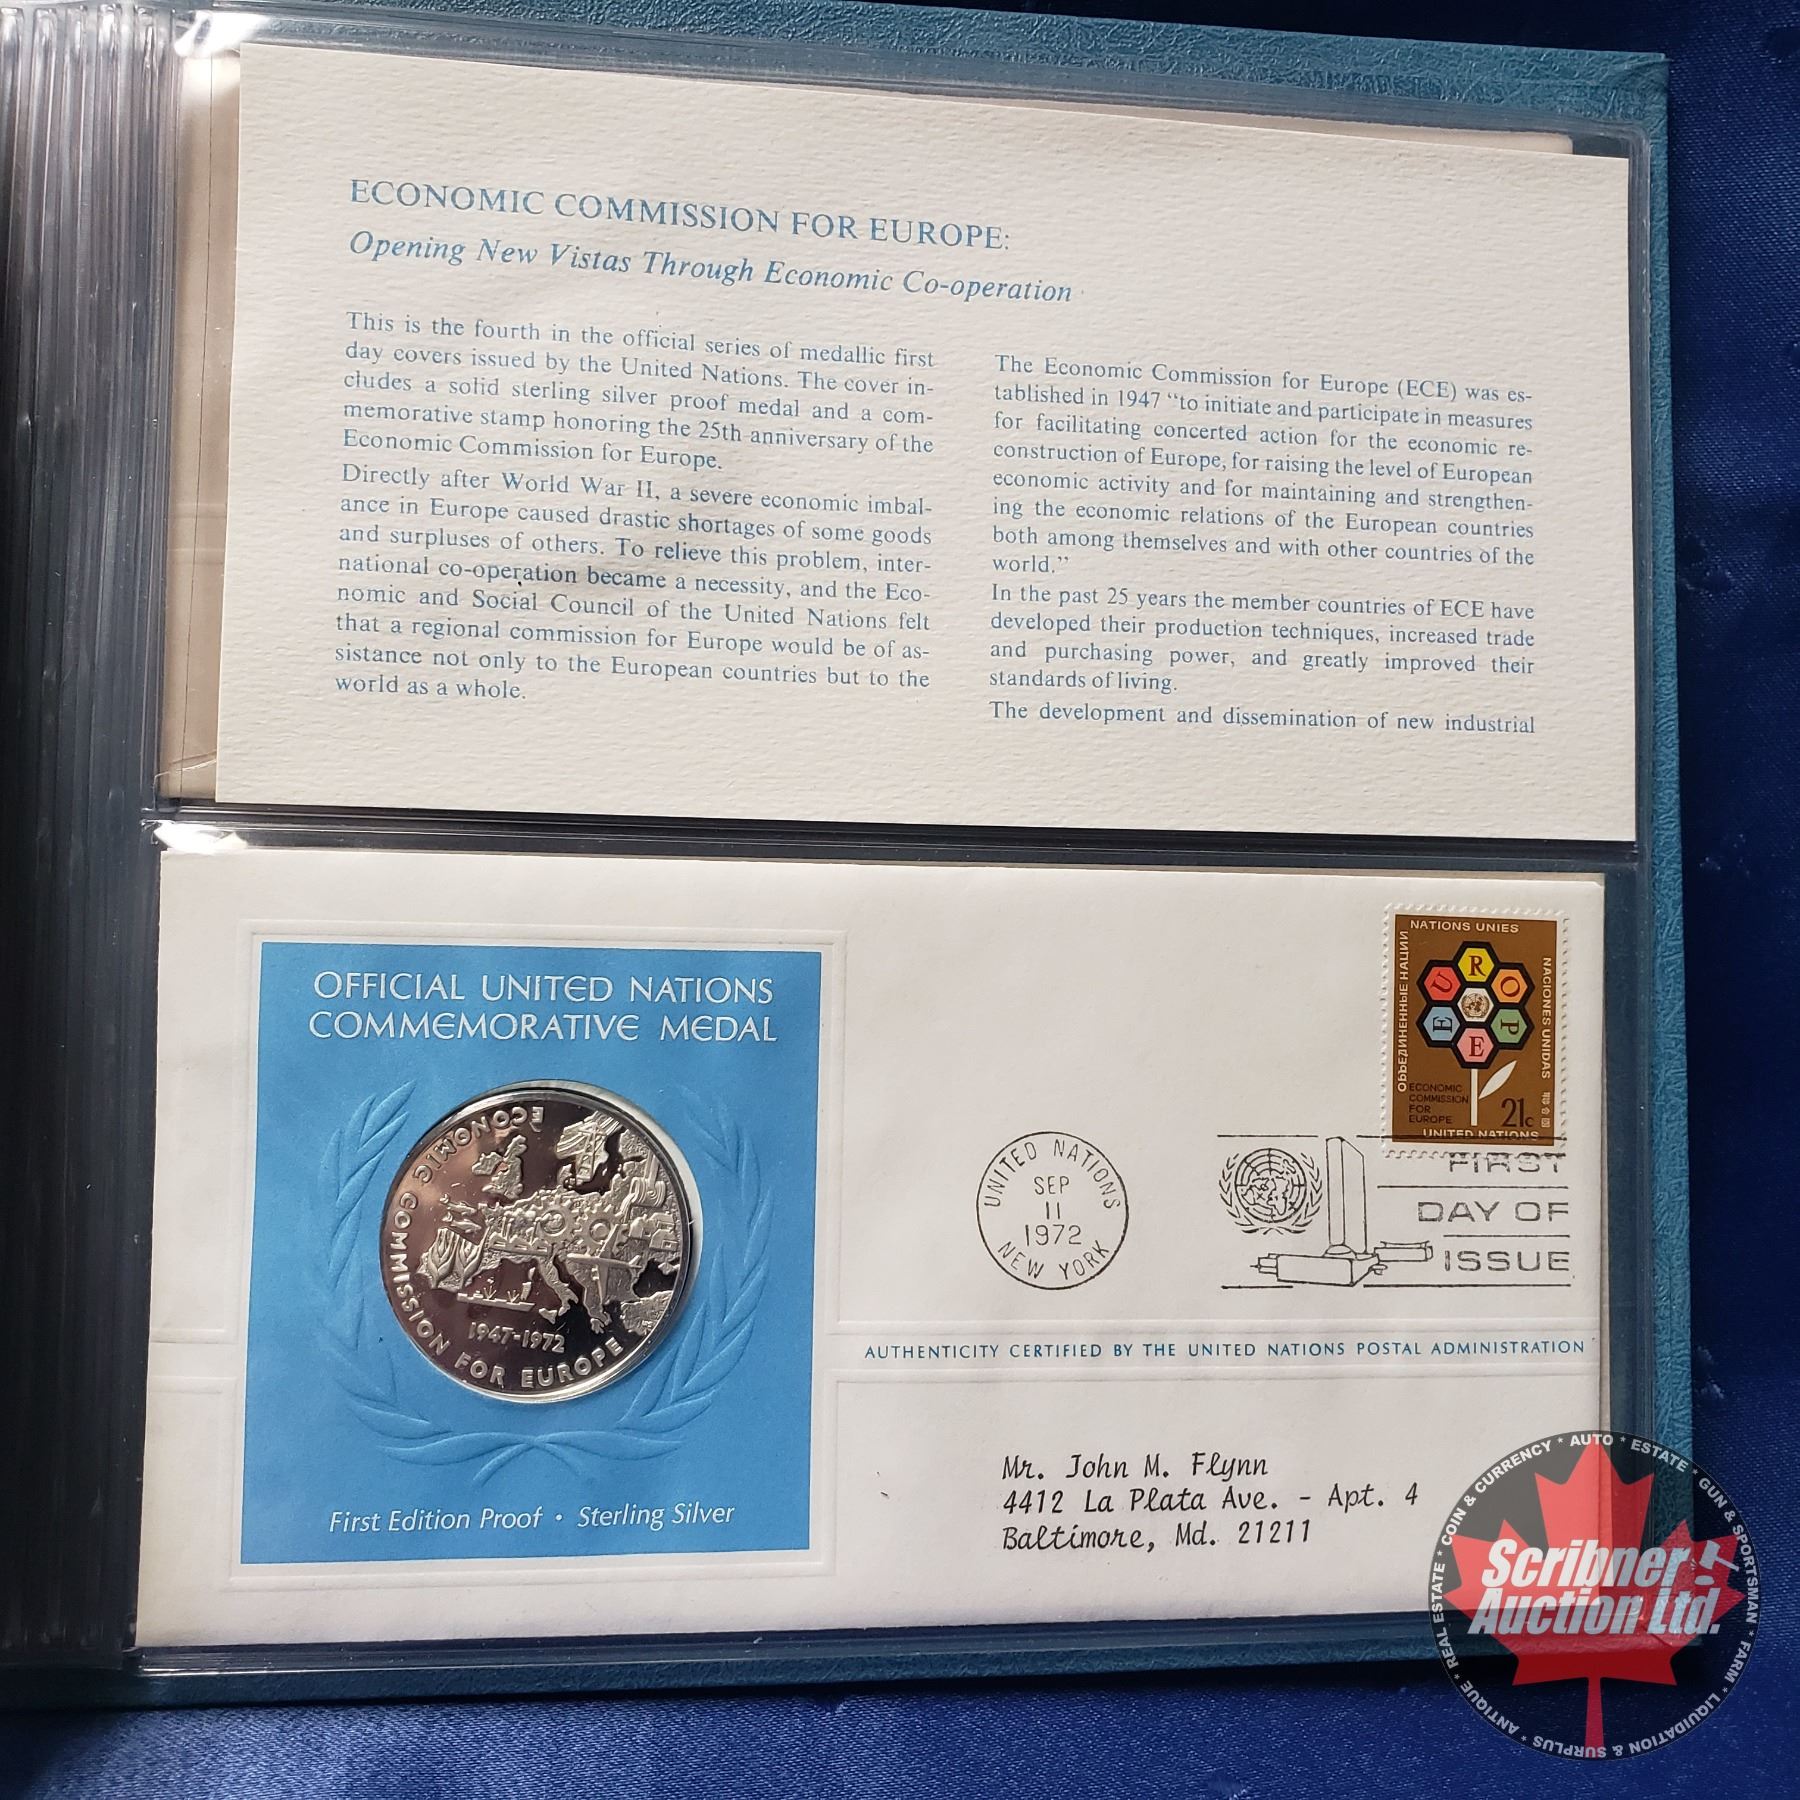 ECONOMIC COMMISSION FOR EUROPE:
Opening New Vistas Through Economic Co-operation
This is the fourth in the official series of medallic first
day covers issued by the United Nations. The cover in-
cludes a solid sterling silver proof medal and a com-
memorative stamp honoring the 25th anniversary of the
Economic Commission for Europe.
Directly after World War II, a severe economic imbal-
ance in Europe caused drastic shortages of some goods
and surpluses of others. To relieve this problem, inter-
national co-operation became a necessity, and the Eco-
nomic and Social Council of the United Nations felt
that a regional commission for Europe would be of as-
sistance not only to the European countries but to the
world as a whole.
The Economic Commission for Europe (ECE) was es-
tablished in 1947 “to initiate and participate in measures
for facilitating concerted action for the economic re-
construction of Europe, for raising the level of European
economic activity and for maintaining and strengthen-
ing the economic relations of the European countries
both among themselves and with other countries of the
world.”
In the past 25 years the member countries of ECE have
developed their production techniques, increased trade
and purchasing power, and greatly improved their
standards of living.
The development and dissemination of new industrial
OFFICIAL UNITED NATIONS
COMMEMORATIVE MEDAL
ECONOMIC COMMISSION FOR EUROPE
1947-1972
First Edition Proof • Sterling Silver
NATIONS UNIES
ОБЪЕДИНЕННЫЕ НАЦИИ
NACIONES UNIDAS
EUROPE
ECONOMIC
COMMISSION
FOR
EUROPE
21c
UNITED NATIONS
UNITED NATIONS
SEP
11
1972
NEW YORK
FIRST
DAY OF
ISSUE
AUTHENTICITY CERTIFIED BY THE UNITED NATIONS POSTAL ADMINISTRATION
Mr. John M. Flynn
4412 La Plata Ave. - Apt. 4
Baltimore, Md. 21211
Scribner
Auction Ltd.
ANTIQUE * REAL ESTATE * COIN & CURRENCY * AUTO * ESTATE * GUN & SPORTSMAN * FARM * LIQUIDATION & SURPLUS *